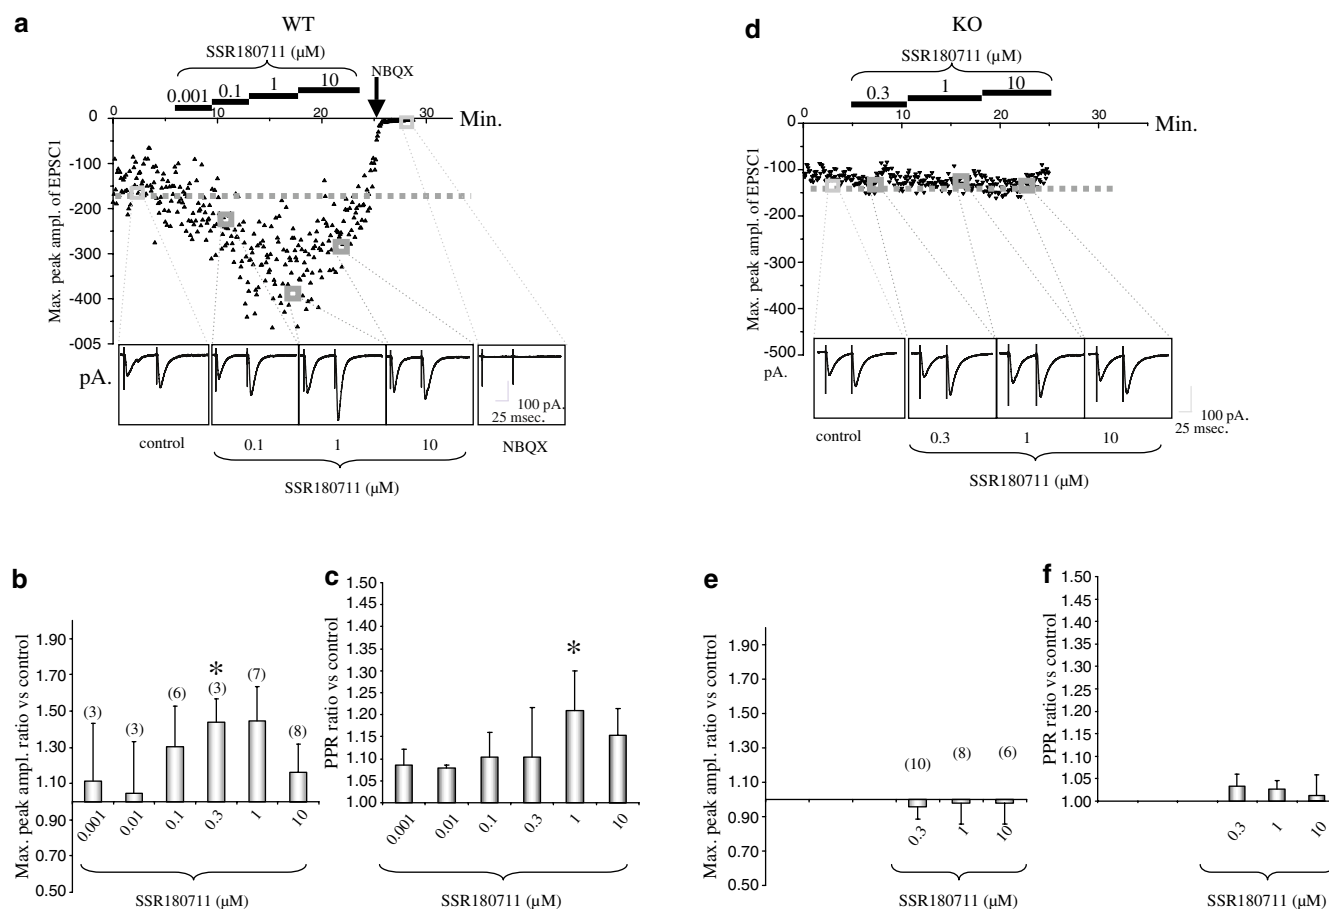 a
WT
SSR180711 (µM)
0.001
0.1
1
10
NBQX
0
10
20
30
Min.
0
-100
-200
-300
-400
-005
Max. peak ampl. of EPSC1
pA.
100 pA.
25 msec.
control
0.1
1
10
NBQX
SSR180711 (µM)
d
KO
SSR180711 (µM)
0.3
1
10
0
10
20
30
Min.
0
-100
-200
-300
-400
-500
Max. peak ampl. of EPSC1
pA.
100 pA.
25 msec.
control
0.3
1
10
SSR180711 (µM)
b
Max. peak ampl. ratio vs control
1.90
1.70
1.50
1.30
1.10
0.90
0.70
0.50
(3)
(3)
(6)
*
(3)
(7)
(8)
0.001
0.01
0.1
0.3
1
10
SSR180711 (µM)
c
PPR ratio vs control
1.50
1.45
1.40
1.35
1.30
1.25
1.20
1.15
1.10
1.05
1.00
*
0.001
0.01
0.1
0.3
1
10
SSR180711 (µM)
e
Max. peak ampl. ratio vs control
1.90
1.70
1.50
1.30
1.10
0.90
0.70
0.50
(10)
(8)
(6)
0.3
1
10
SSR180711 (µM)
f
PPR ratio vs control
1.50
1.45
1.40
1.35
1.30
1.25
1.20
1.15
1.10
1.05
1.00
0.3
1
10
SSR180711 (µM)